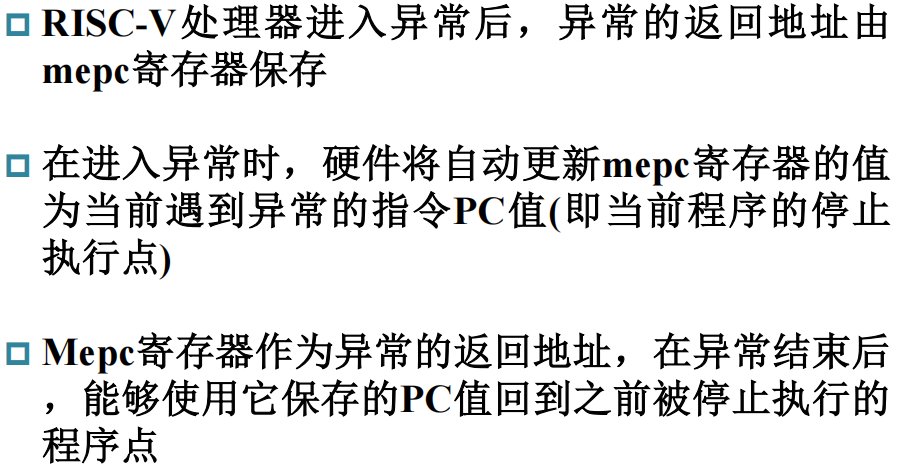 RISC-V处理器进入异常后，异常的返回地址由
mepc寄存器保存
在进入异常时，硬件将自动更新mepc寄存器的值
为当前遇到异常的指令PC值(即当前程序的停止
执行点)
Mepc寄存器作为异常的返回地址，在异常结束后
，能够使用它保存的PC值回到之前被停止执行的
程序点